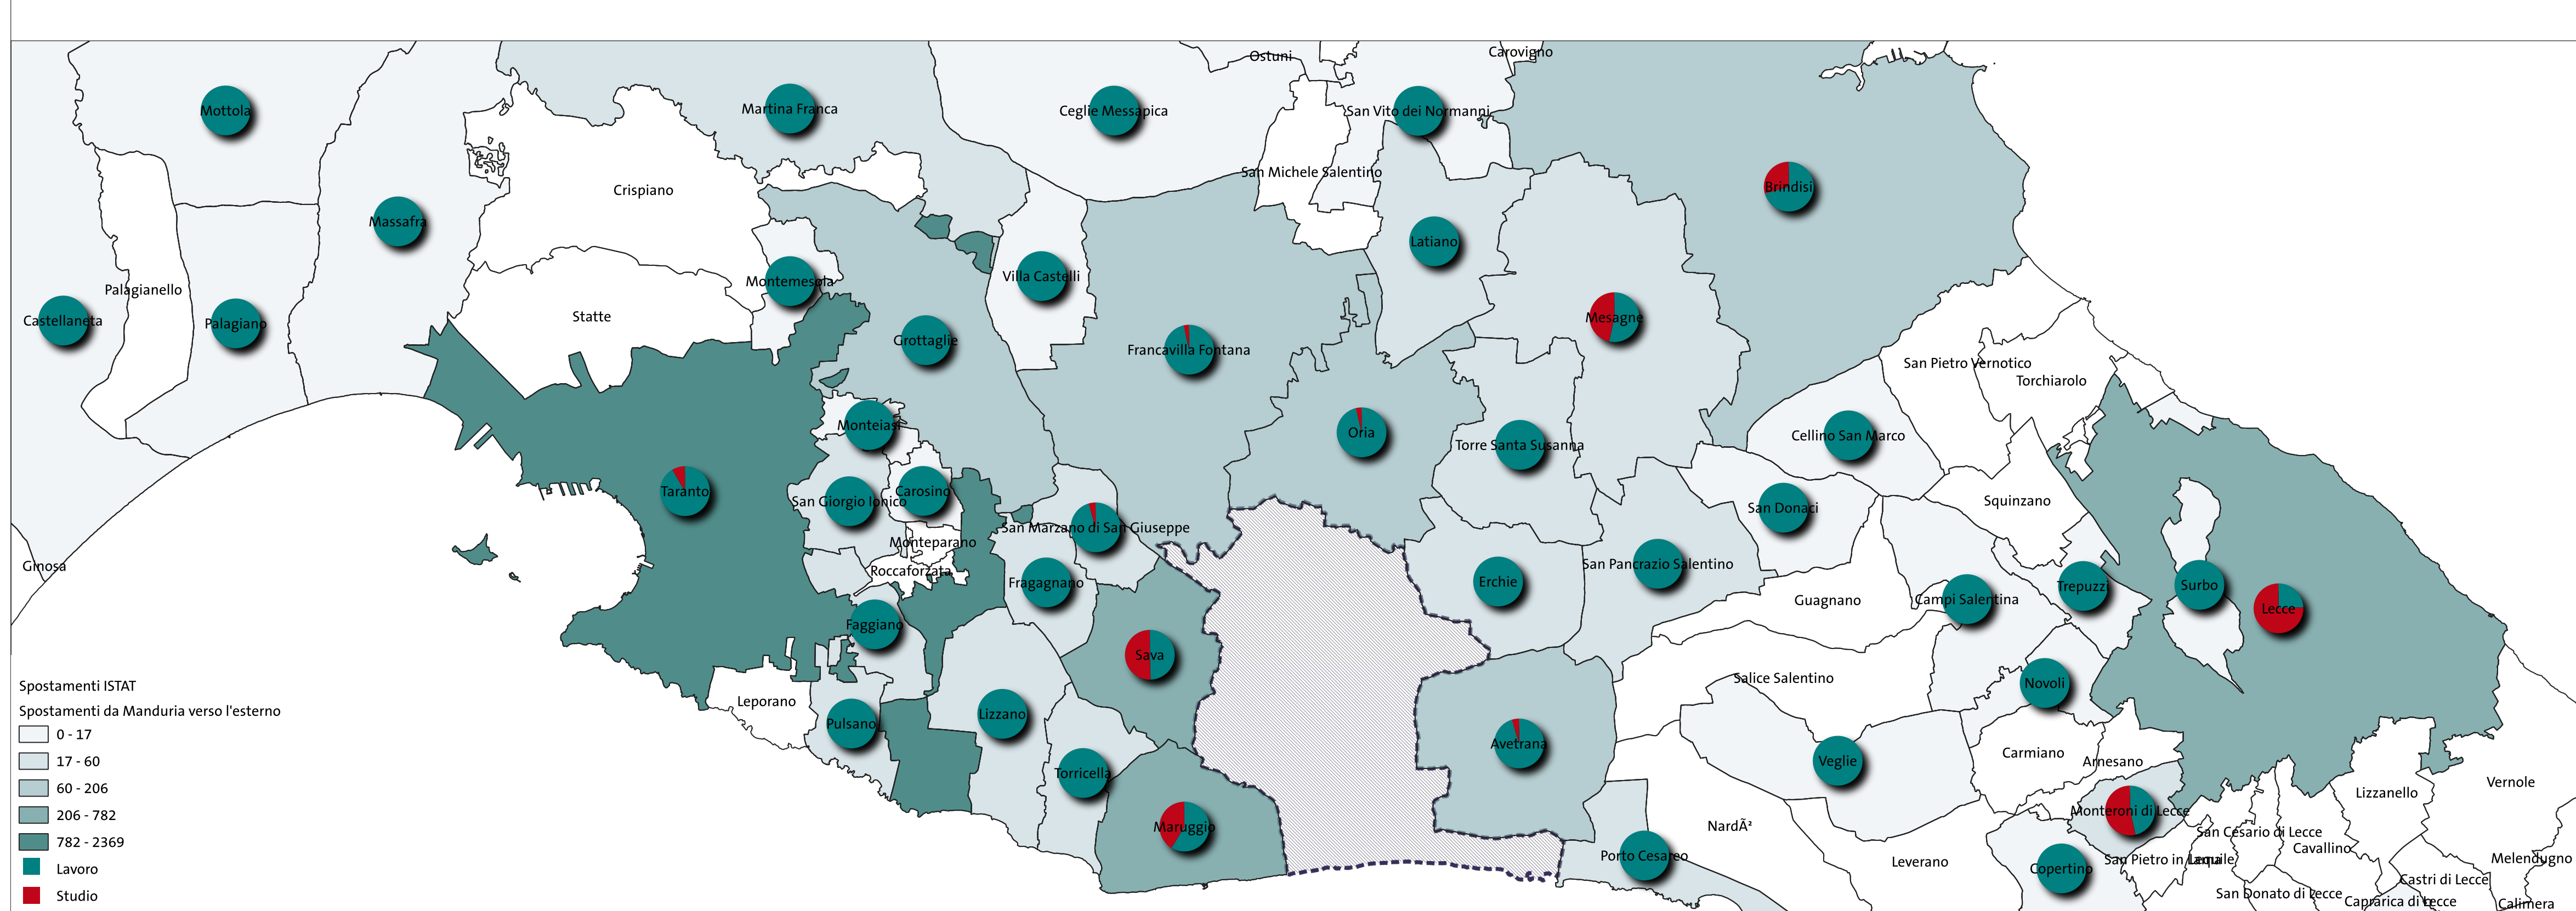 Ostuni
Carovigno
Mottola
Martina Franca
Ceglie Messapica
San Vito dei Normanni
San Michele Salentino
Crispiano
Brindisi
Massafra
Latiano
Villa Castelli
Montemesola
Palagianello
Castellaneta
Palagiano
Statte
Mesagne
Grottaglie
Francavilla Fontana
San Pietro Vernotico
Torchiarolo
Monteiasi
Oria
Torre Santa Susanna
Cellino San Marco
Taranto
San Giorgio Ionico
Carosino
San Marzano di San Giuseppe
San Donaci
Squinzano
Monteparano
Roccaforzata
Ginosa
Fragagnano
Erchie
San Pancrazio Salentino
Guagnano
Campi Salentina
Trepuzzi
Surbo
Lecce
Faggiano
Sava
Salice Salentino
Novoli
Leporano
Pulsano
Lizzano
Avetrana
Veglie
Carmiano
Arnesano
Torricella
Vernole
Lizzanello
Monteroni di Lecce
Maruggio
NardÃ²
San Cesario di Lecce
Cavallino
Porto Cesareo
Leverano
San Pietro in Lama
Lequile
Melendugno
Copertino
Castri di Lecce
San Donato di Lecce
Caprarica di Lecce
Calimera
Spostamenti ISTAT
Spostamenti da Manduria verso l'esterno
0 - 17
17 - 60
60 - 206
206 - 782
782 - 2369
Lavoro
Studio